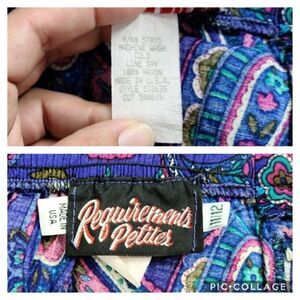 MACHINE WASH
COLD
LINE DRY
100% RAYON
MADE IN U.S.A.
Requirements
Petites
MADE IN
USA
11/12
PIC•COLLAGE